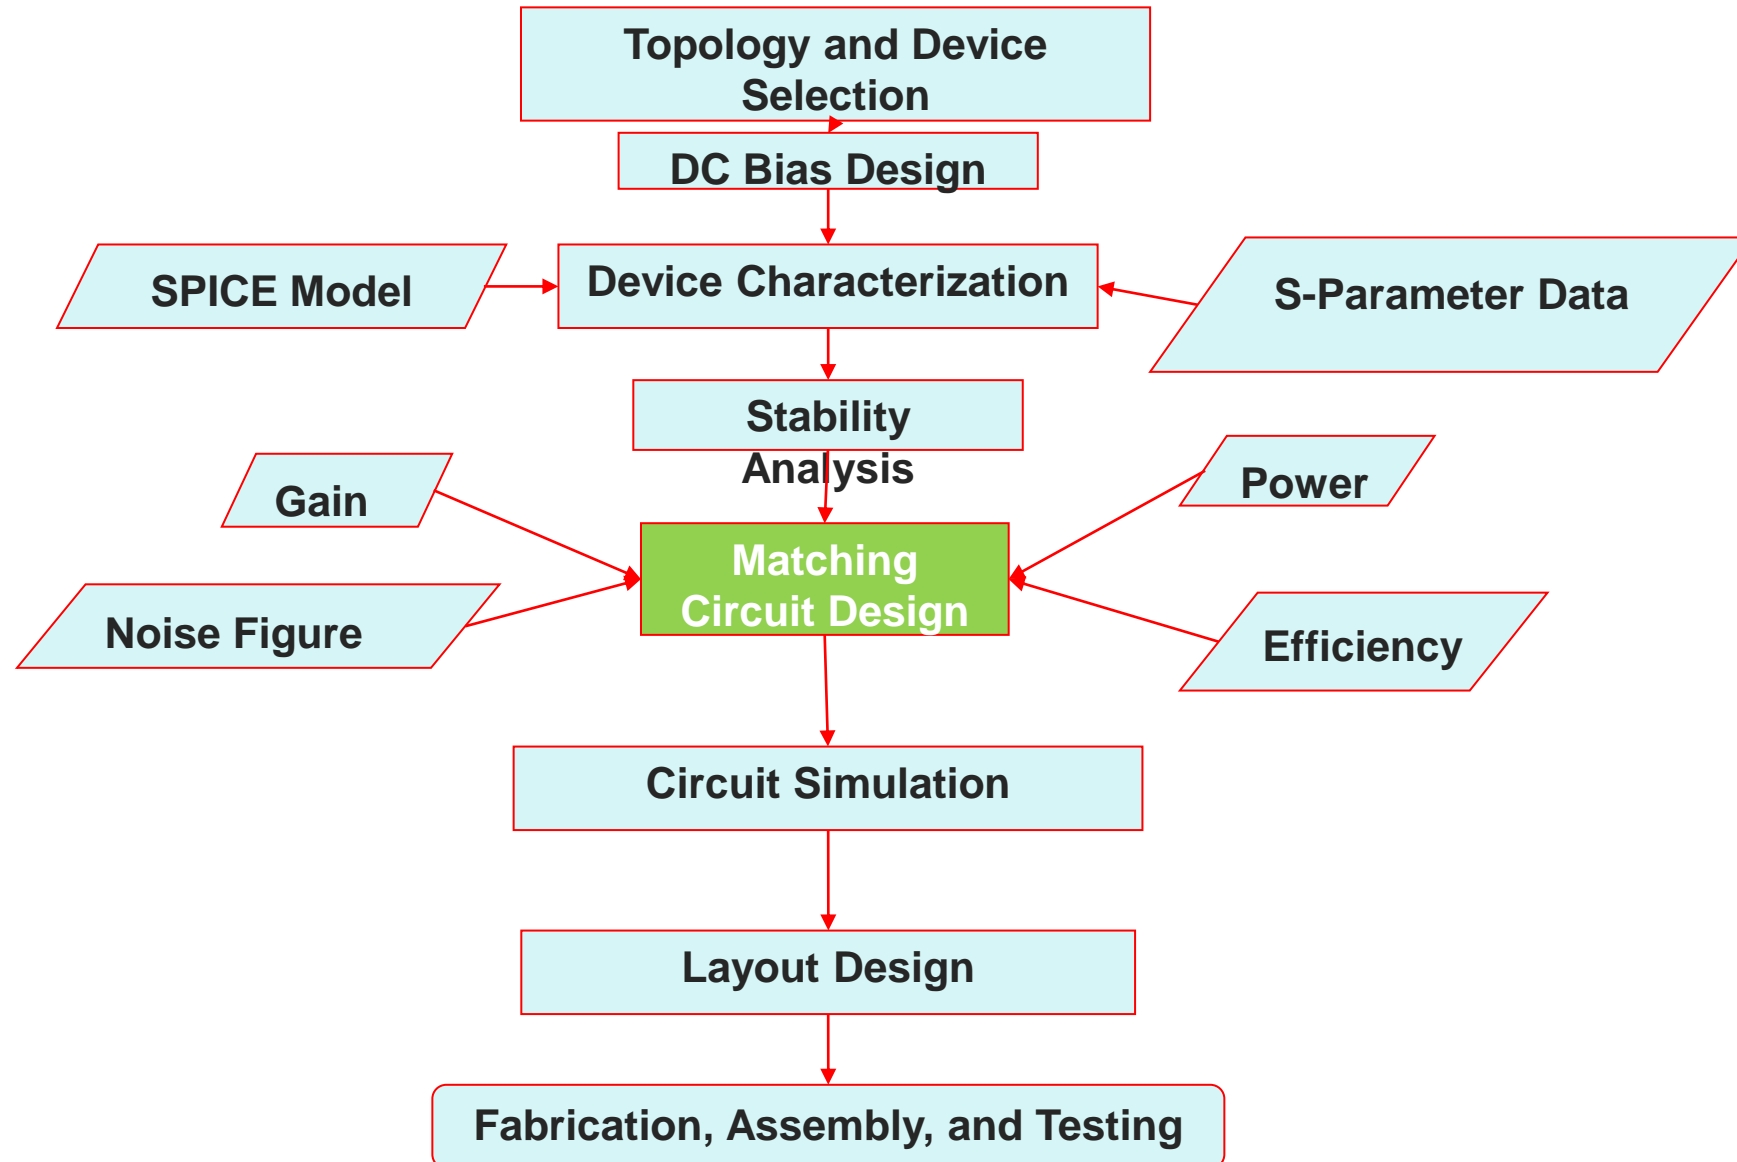 Topology and Device
Selection
DC Bias Design
SPICE Model
Device Characterization
S-Parameter Data
Stability
Analysis
Gain
Power
Matching
Circuit Design
Noise Figure
Efficiency
Circuit Simulation
Layout Design
Fabrication, Assembly, and Testing